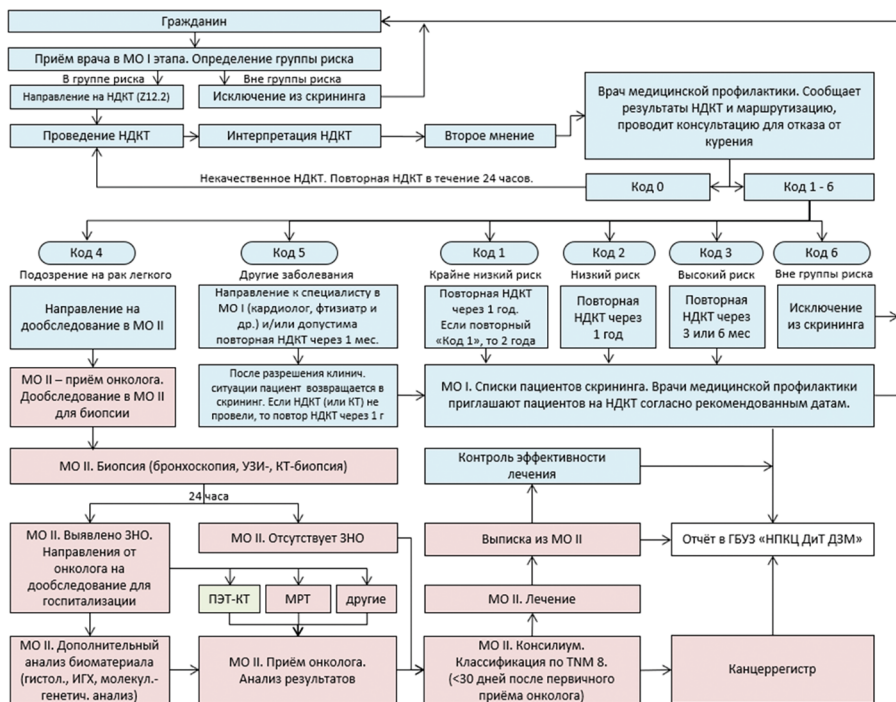 Гражданин
Приём врача в МО I этапа. Определение группы риска
В группе риска
Вне группы риска
Направление на НДКТ (Z12.2)
Исключение из скрининга
Врач медицинской профилактики. Сообщает
результаты НДКТ и маршрутизацию,
проводит консультацию для отказа от
курения
Проведение НДКТ
Интерпретация НДКТ
Второе мнение
Некачественное НДКТ. Повторная НДКТ в течение 24 часов.
Код 0
Код 1 - 6
Код 4
Код 5
Код 1
Код 2
Код 3
Код 6
Подозрение на рак легкого
Другие заболевания
Крайне низкий риск
Низкий риск
Высокий риск
Вне группы риска
Направление на
дообследование в МО II
Направление к специалисту в
МО I (кардиолог, фтизиатр и
др.) и/или допустима
повторная НДКТ через 1 мес.
Повторная НДКТ
через 1 год.
Если повторный
«Код 1», то 2 года
Повторная
НДКТ через
1 год
Повторная
НДКТ через
3 или 6 мес
Исключение
из скрининга
МО II – приём онколога.
Дообследование в МО II
для биопсии
После разрешения клинич.
ситуации пациент возвращается в
скрининг. Если НДКТ (или КТ) не
провели, то повтор НДКТ через 1 г
МО I. Списки пациентов скрининга. Врачи медицинской профилактики
приглашают пациентов на НДКТ согласно рекомендованным датам.
МО II. Биопсия (бронхоскопия, УЗИ-, КТ-биопсия)
Контроль эффективности
лечения
24 часа
МО II. Выявлено ЗНО.
Направления от
онколога на
дообследование для
госпитализации
МО II. Отсутствует ЗНО
Выписка из МО II
Отчёт в ГБУЗ «НПКЦ ДиТ ДЗМ»
ПЭТ-КТ
МРТ
другие
МО II. Лечение
МО II. Дополнительный
анализ биоматериала
(гистол., ИГХ, молекул.-
генетич. анализ)
МО II. Приём онколога.
Анализ результатов
МО II. Консилиум.
Классификация по TNM 8.
(<30 дней после первичного
приёма онколога)
Канцеррегистр